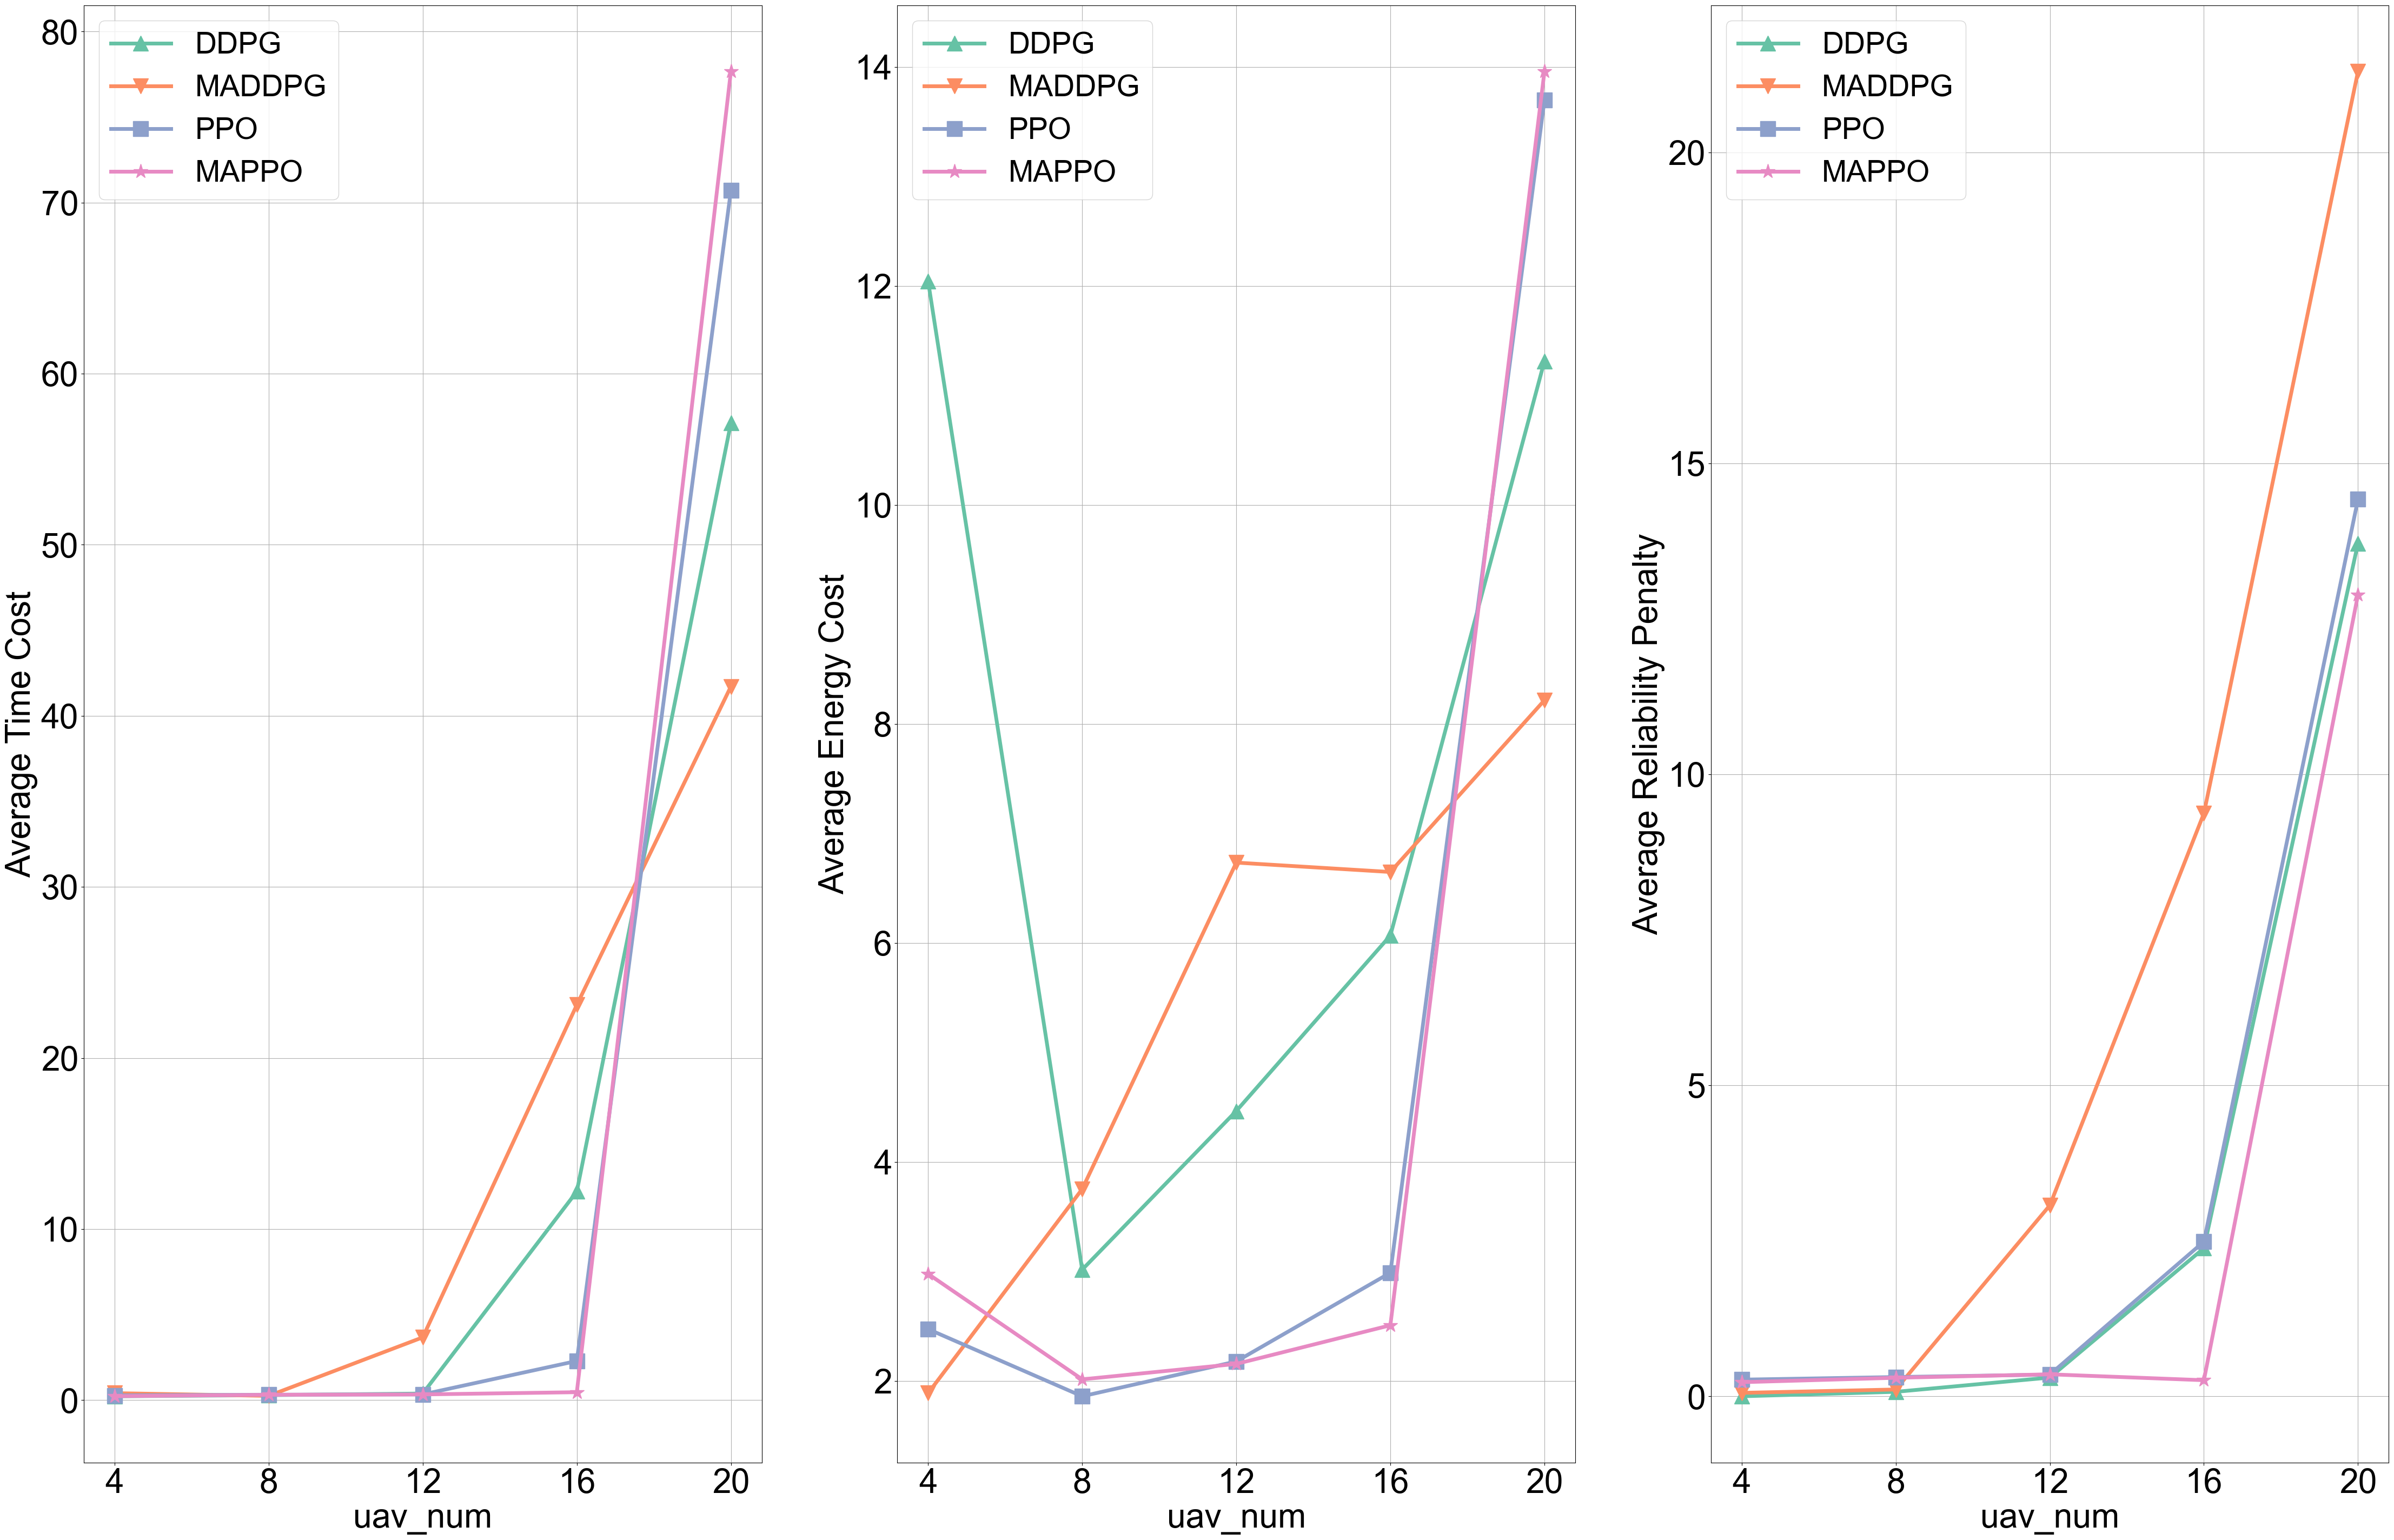 Average Time Cost
80
70
60
50
40
30
20
10
0
DDPG
MADDPG
PPO
MAPPO
4 8 12 16 20
uav_num
Average Energy Cost
14
12
10
8
6
4
2
DDPG
MADDPG
PPO
MAPPO
4 8 12 16 20
uav_num
Average Reliability Penalty
20
15
10
5
0
DDPG
MADDPG
PPO
MAPPO
4 8 12 16 20
uav_num